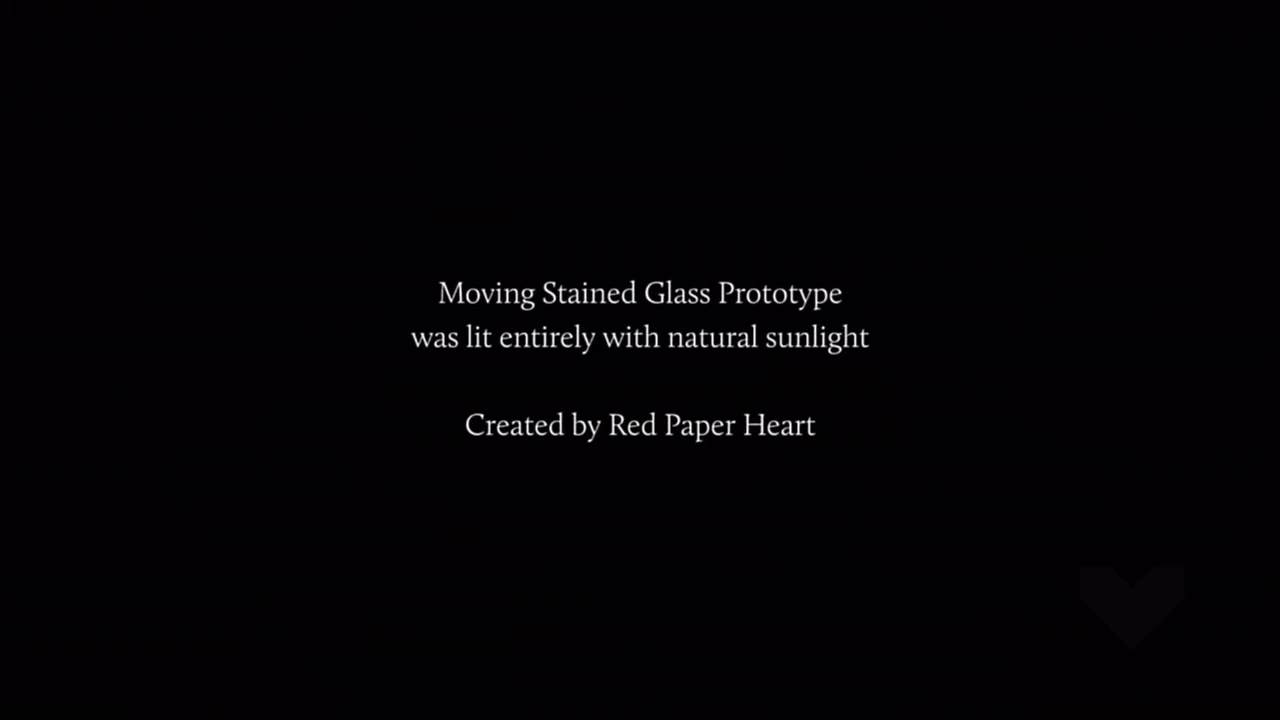 Moving Stained Glass Prototype
was lit entirely with natural sunlight
Created by Red Paper Heart